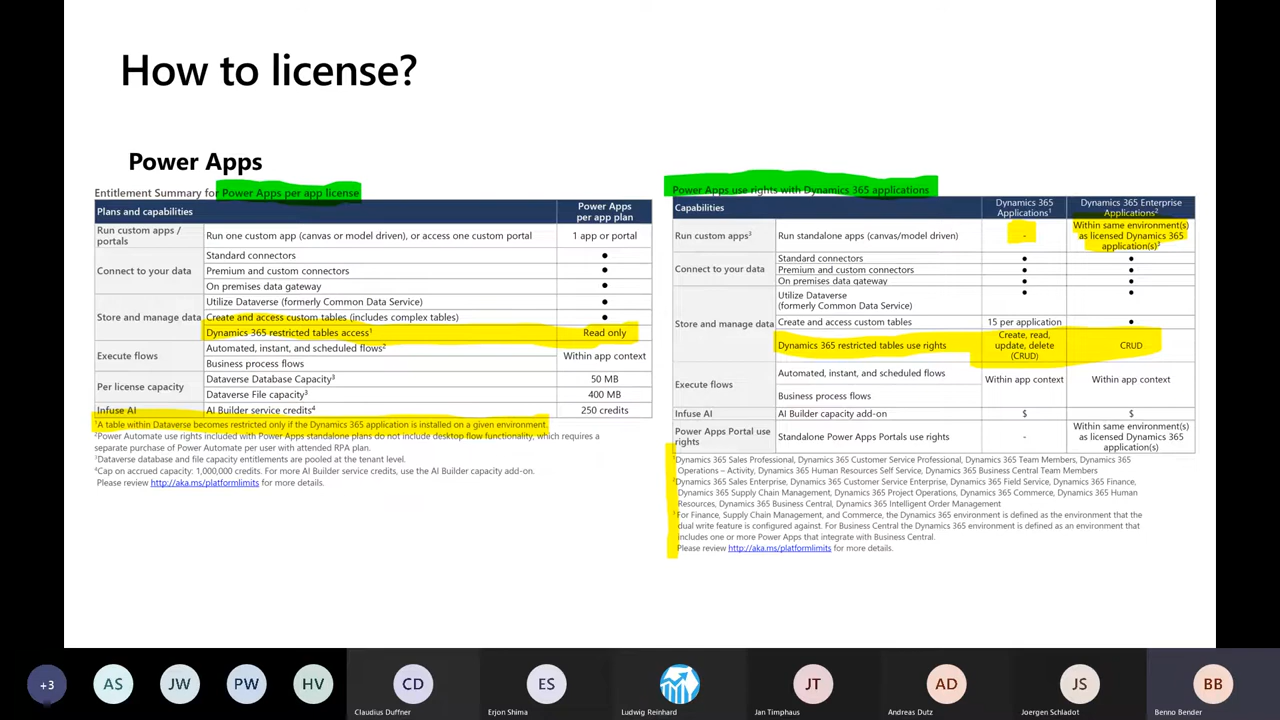 How to license?
Power Apps
Entitlement Summary for Power Apps per app license
Plans and capabilities
Power Apps
per app plan
Run custom apps /
portals
Run one custom app (canvas or model driven), or access one custom portal
1 app or portal
Connect to your data
Standard connectors
●
Premium and custom connectors
●
On premises data gateway
●
Store and manage data
Utilize Dataverse (formerly Common Data Service)
●
Create and access custom tables (includes complex tables)
●
Dynamics 365 restricted tables access¹
Read only
Execute flows
Automated, instant, and scheduled flows²
Business process flows
Within app context
Per license capacity
Dataverse Database Capacity³
50 MB
Dataverse File capacity³
400 MB
Infuse AI
AI Builder service credits⁴
250 credits
¹A table within Dataverse becomes restricted only if the Dynamics 365 application is installed on a given environment.
²Power Automate use rights included with Power Apps standalone plans do not include desktop flow functionality, which requires a
separate purchase of Power Automate per user with attended RPA plan.
³Dataverse database and file capacity entitlements are pooled at the tenant level.
⁴Cap on accrued capacity: 1,000,000 credits. For more AI Builder service credits, use the AI Builder capacity add-on.
Please review http://aka.ms/platformlimits for more details.
Power Apps use rights with Dynamics 365 applications
Capabilities
Dynamics 365
Applications¹
Dynamics 365 Enterprise
Applications²
Run custom apps³
Run standalone apps (canvas/model driven)
-
Within same environment(s)
as licensed Dynamics 365
application(s)³
Connect to your data
Standard connectors
●
●
Premium and custom connectors
●
●
On premises data gateway
●
●
Store and manage data
Utilize Dataverse
(formerly Common Data Service)
●
●
Create and access custom tables
15 per application
●
Dynamics 365 restricted tables use rights
Create, read,
update, delete
(CRUD)
CRUD
Execute flows
Automated, instant, and scheduled flows
Business process flows
Within app context
Within app context
Infuse AI
AI Builder capacity add-on
$
$
Power Apps Portal use
rights
Standalone Power Apps Portals use rights
-
Within same environment(s)
as licensed Dynamics 365
application(s)
¹Dynamics 365 Sales Professional, Dynamics 365 Customer Service Professional, Dynamics 365 Team Members, Dynamics 365
Operations – Activity, Dynamics 365 Human Resources Self Service, Dynamics 365 Business Central Team Members
²Dynamics 365 Sales Enterprise, Dynamics 365 Customer Service Enterprise, Dynamics 365 Field Service, Dynamics 365 Finance,
Dynamics 365 Supply Chain Management, Dynamics 365 Project Operations, Dynamics 365 Commerce, Dynamics 365 Human
Resources, Dynamics 365 Business Central, Dynamics 365 Intelligent Order Management
³For Finance, Supply Chain Management, and Commerce, the Dynamics 365 environment is defined as the environment that the
dual write feature is configured against. For Business Central the Dynamics 365 environment is defined as an environment that
includes one or more Power Apps that integrate with Business Central.
Please review http://aka.ms/platformlimits for more details.
+3
AS
JW
PW
HV
CD
Claudius Duffner
ES
Erjon Shima
Ludwig Reinhard
JT
Jan Timphaus
AD
Andreas Dutz
JS
Joergen Schladot
BB
Benno Bender